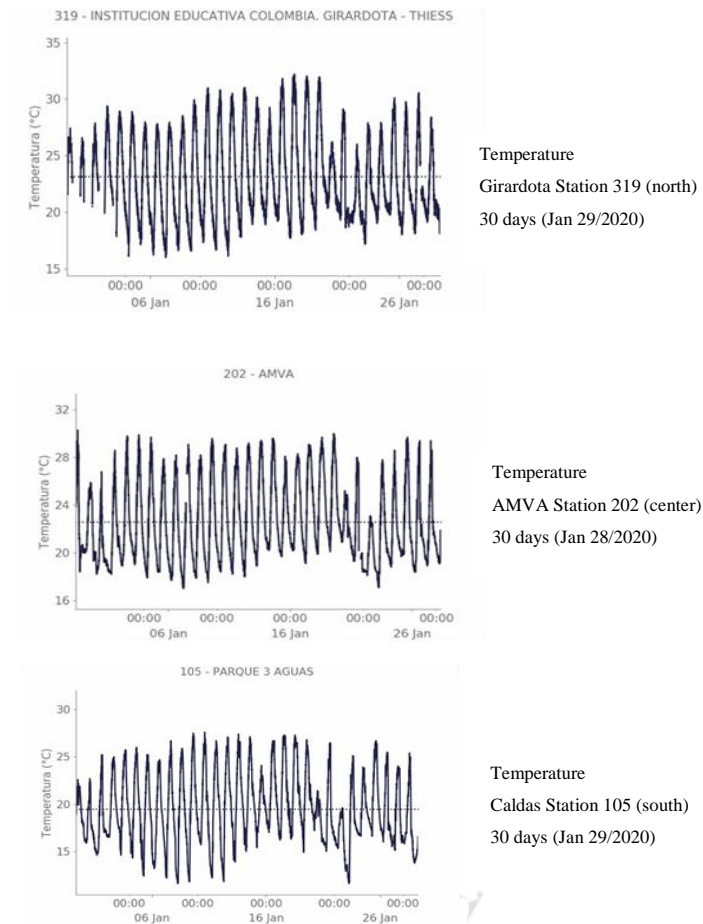 319 - INSTITUCION EDUCATIVA COLOMBIA. GIRARDOTA - THIESS
35
30
25
20
15
Temperatura (°C)
00:00 00:00 00:00 00:00 00:00
06 Jan 16 Jan 26 Jan
Temperature
Girardota Station 319 (north)
30 days (Jan 29/2020)
202 - AMVA
32
28
24
20
16
Temperatura (°C)
00:00 00:00 00:00 00:00 00:00
06 Jan 16 Jan 26 Jan
Temperature
AMVA Station 202 (center)
30 days (Jan 28/2020)
105 - PARQUE 3 AGUAS
30
25
20
15
Temperatura (°C)
00:00 00:00 00:00 00:00 00:00
06 Jan 16 Jan 26 Jan
Temperature
Caldas Station 105 (south)
30 days (Jan 29/2020)